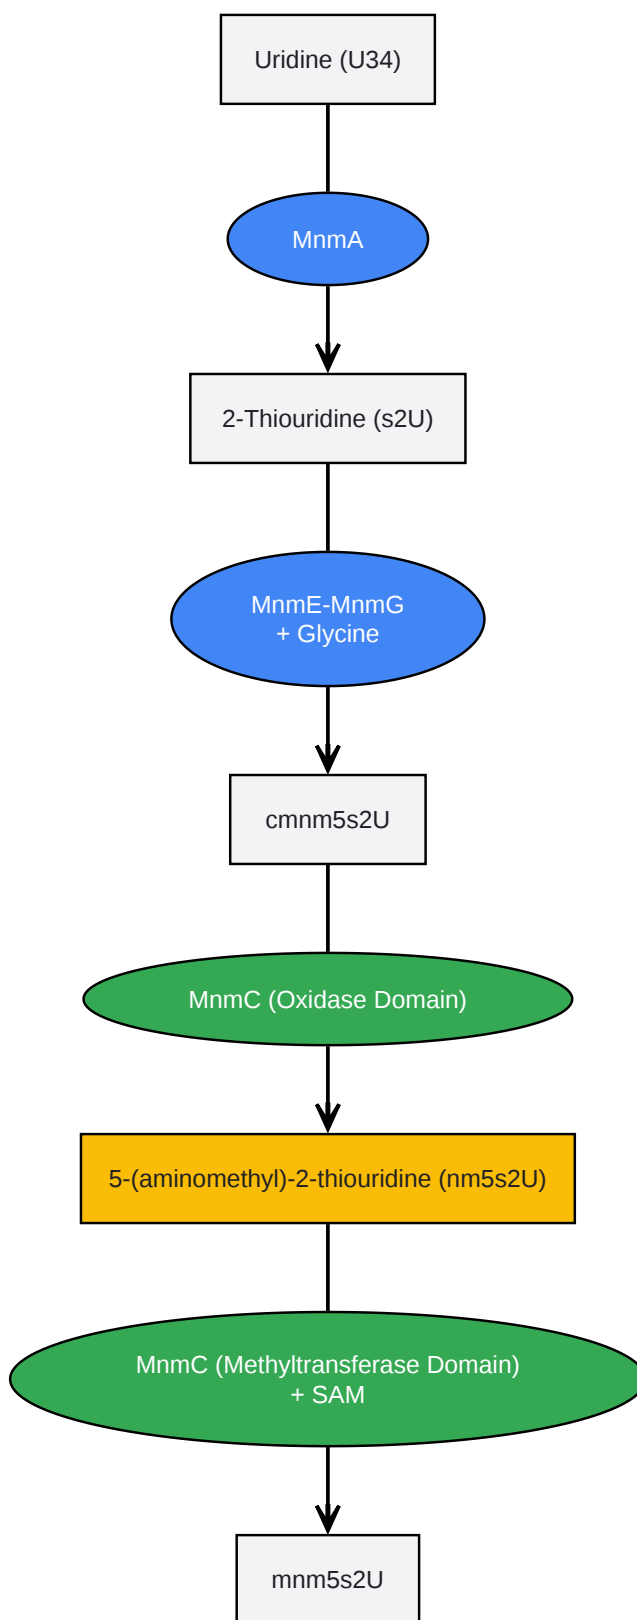 Uridine (U34)
MnmA
2-Thiouridine (s2U)
MnmE-MnmG
+ Glycine
cmnm5s2U
MnmC (Oxidase Domain)
5-(aminomethyl)-2-thiouridine (nm5s2U)
MnmC (Methyltransferase Domain)
+ SAM
mnm5s2U